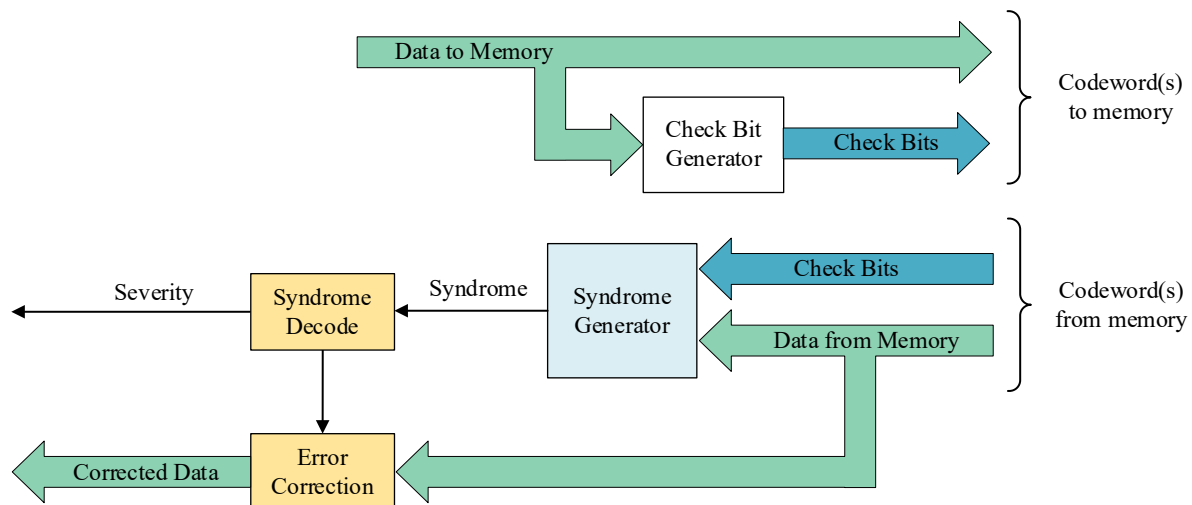 Data to Memory
Codeword(s)
to memory
Check Bit
Generator
Check Bits
Check Bits
Severity
Syndrome
Decode
Syndrome
Syndrome
Generator
Data from Memory
Codeword(s)
from memory
Corrected Data
Error
Correction